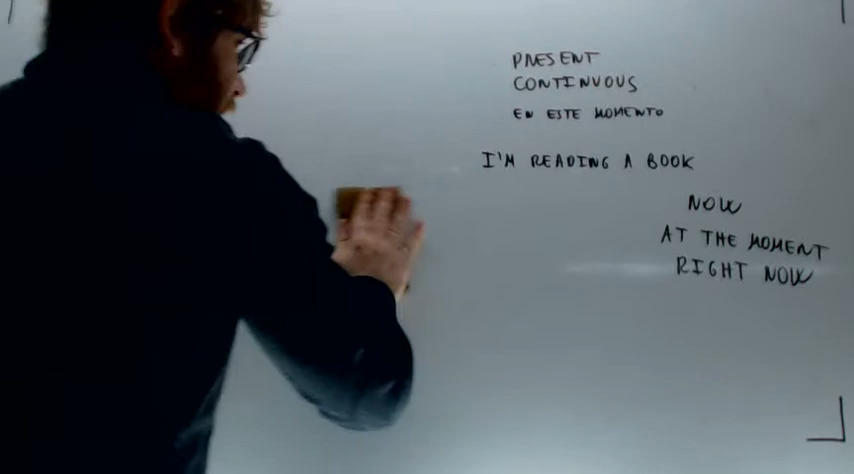 PRESENT
CONTINUOUS
EN ESTE MOMENTO
I'M READING A BOOK
NOW
AT THE MOMENT
RIGHT NOW